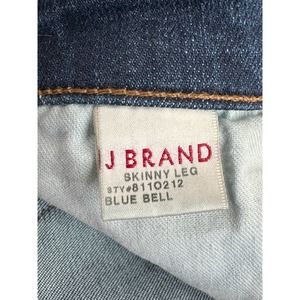 J BRAND
SKINNY LEG
STY#8110212
BLUE BELL